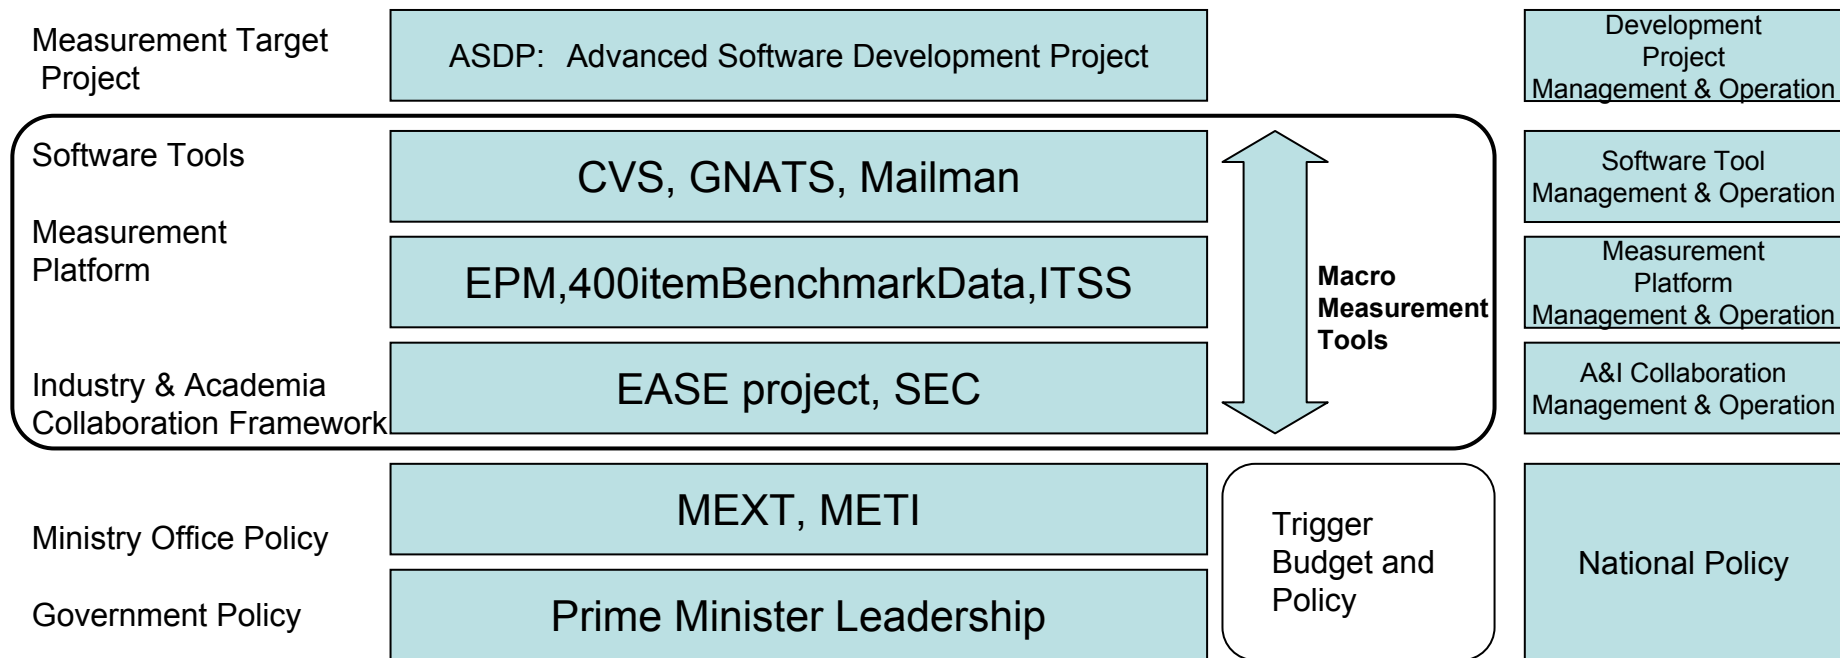 Measurement Target
Project
ASDP: Advanced Software Development Project
Development
Project
Management & Operation
Software Tools
CVS, GNATS, Mailman
Software Tool
Management & Operation
Measurement
Platform
EPM,400itemBenchmarkData,ITSS
Macro
Measurement
Tools
Measurement
Platform
Management & Operation
Industry & Academia
Collaboration Framework
EASE project, SEC
A&I Collaboration
Management & Operation
Ministry Office Policy
MEXT, METI
Trigger
Budget and
Policy
National Policy
Government Policy
Prime Minister Leadership